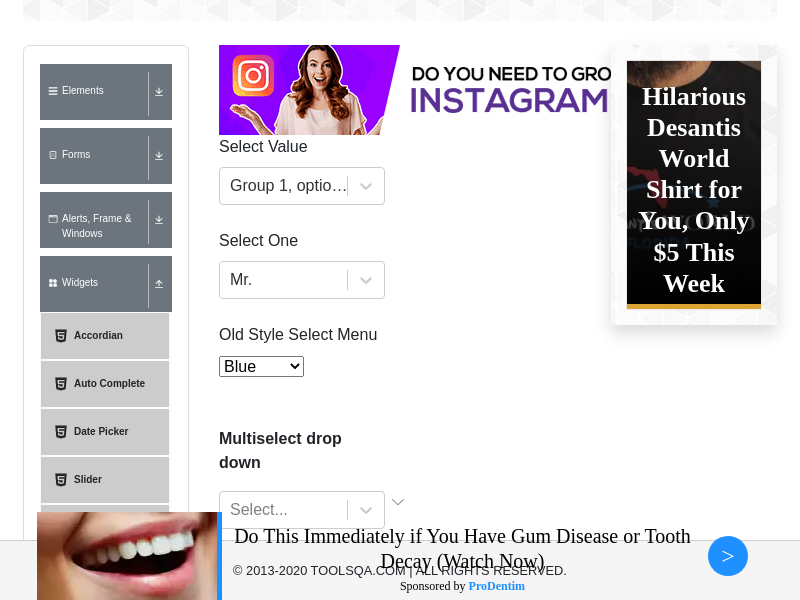 Elements
Forms
Alerts, Frame &
Windows
Widgets
Accordian
Auto Complete
Date Picker
Slider
DO YOU NEED TO GRO
INSTAGRAM
Select Value
Group 1, optio...
Select One
Mr.
Old Style Select Menu
Blue
Multiselect drop
down
Select...
Hilarious
Desantis
World
Shirt for
You, Only
$5 This
Week
Do This Immediately if You Have Gum Disease or Tooth
Decay (Watch Now)
© 2013-2020 TOOLSQA.COM | ALL RIGHTS RESERVED.
Sponsored by ProDentim
>